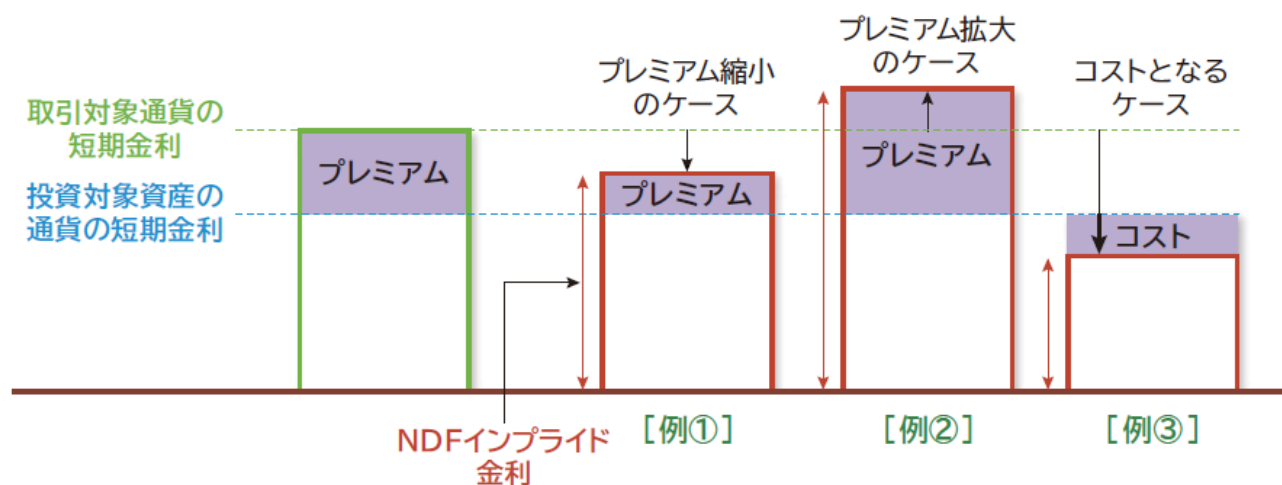 プレミアム縮小
のケース
プレミアム拡大
のケース
コストとなる
ケース
取引対象通貨の
短期金利
投資対象資産の
通貨の短期金利
プレミアム
プレミアム
プレミアム
コスト
NDFインプライド
金利
［例①］
［例②］
［例③］